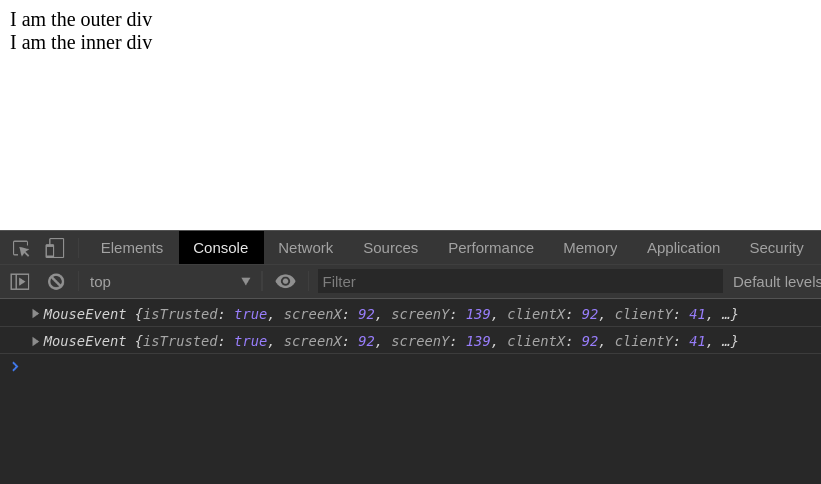 I am the outer div
I am the inner div
Elements Console Network Sources Performance Memory Application Security
top Filter Default levels
MouseEvent {isTrusted: true, screenX: 92, screenY: 139, clientX: 92, clientY: 41, …}
MouseEvent {isTrusted: true, screenX: 92, screenY: 139, clientX: 92, clientY: 41, …}